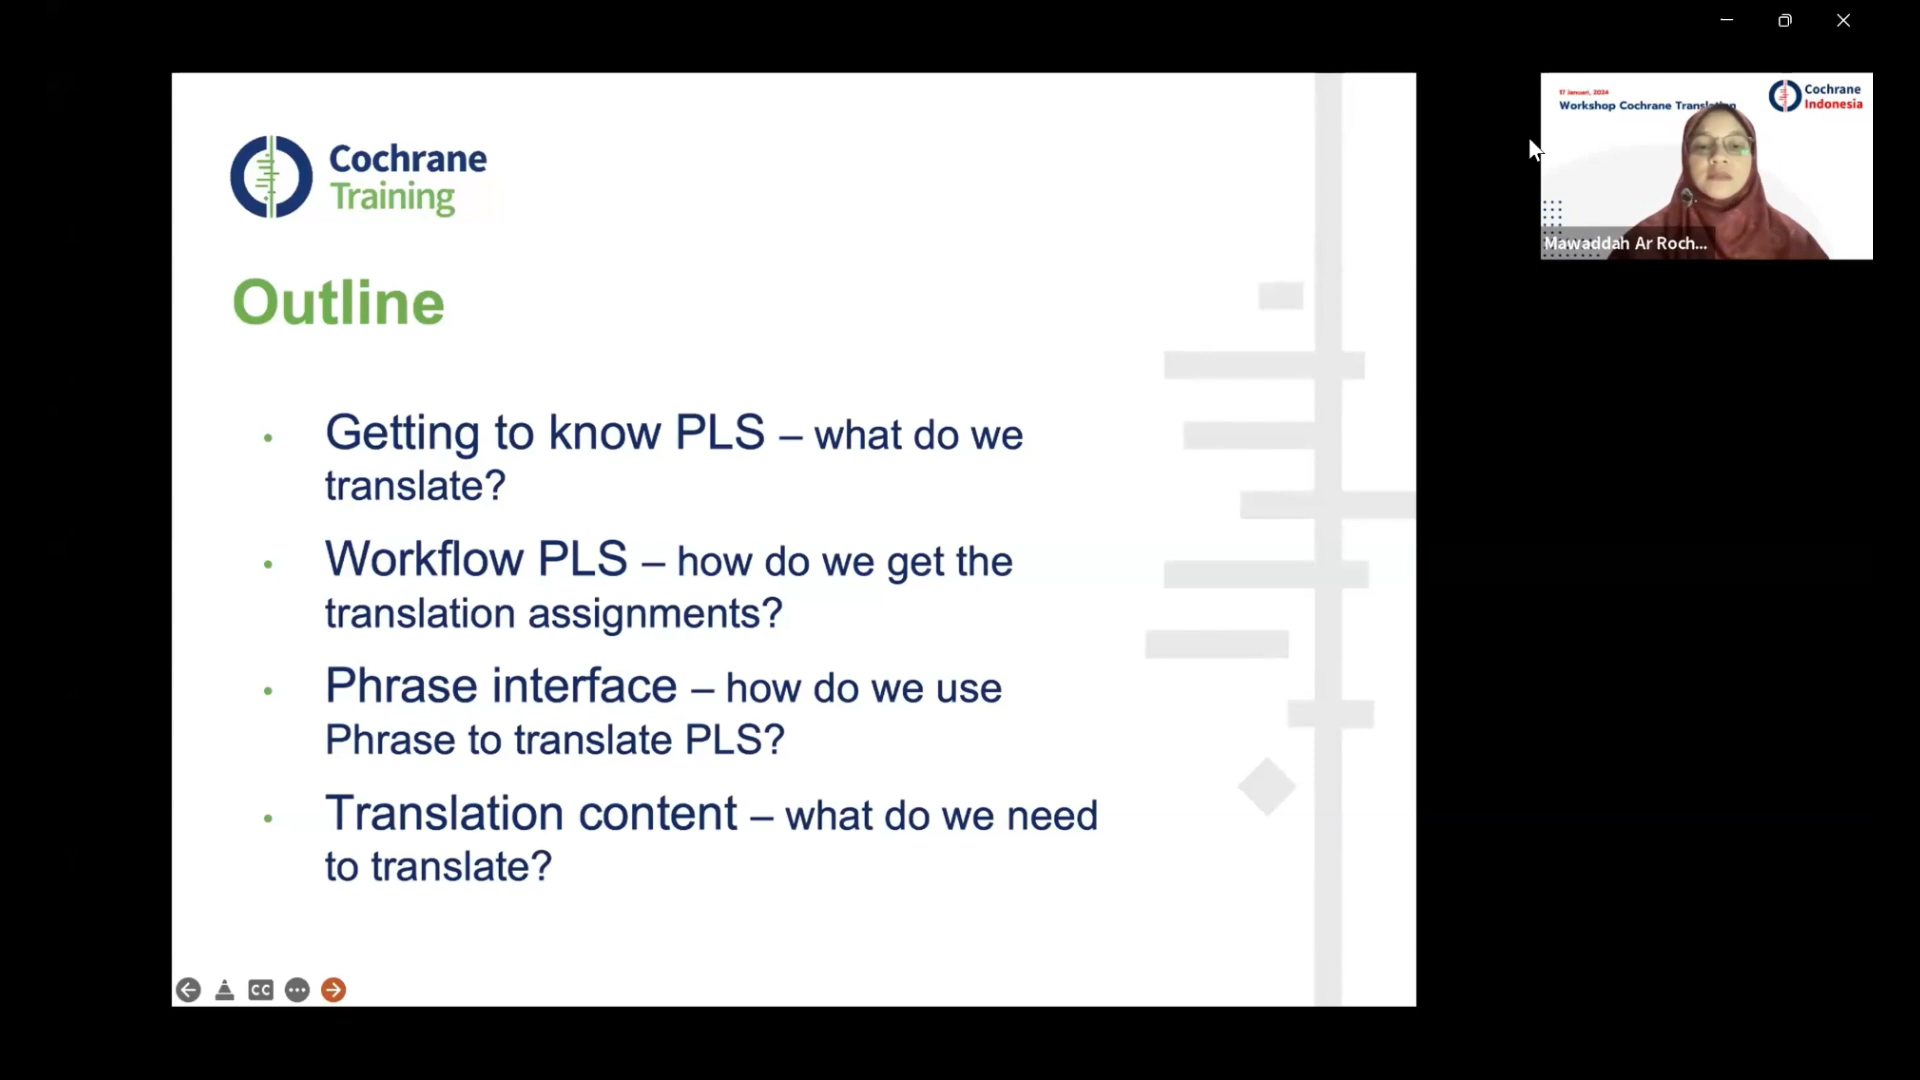 Cochrane
Training
Outline
• Getting to know PLS – what do we
translate?
• Workflow PLS – how do we get the
translation assignments?
• Phrase interface – how do we use
Phrase to translate PLS?
• Translation content – what do we need
to translate?
CC
17 Januari, 2024
Workshop Cochrane Translation
Cochrane
Indonesia
Mawaddah Ar Roch...